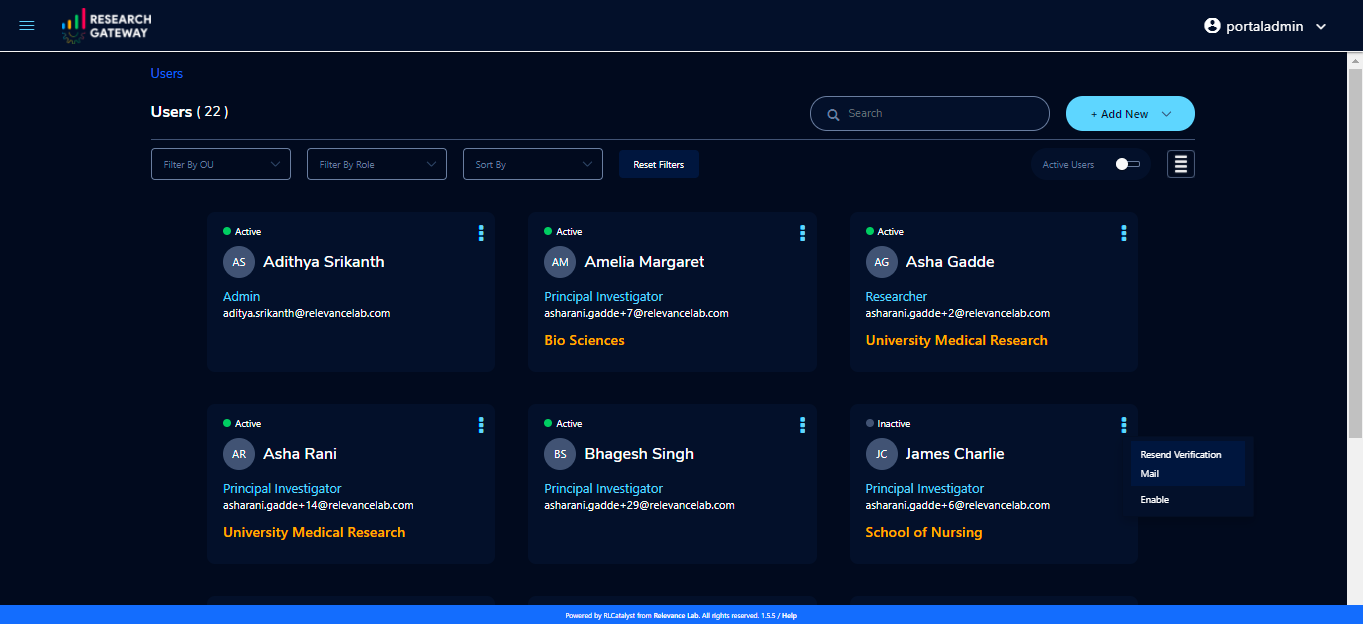 RESEARCH
GATEWAY
portaladmin
Users
Users ( 22 )
Search
+ Add New
Filter By OU
Filter By Role
Sort By
Reset Filters
Active Users
Active
AS
Adithya Srikanth
Admin
aditya.srikanth@relevancelab.com
Active
AM
Amelia Margaret
Principal Investigator
asharani.gadde+7@relevancelab.com
Bio Sciences
Active
AG
Asha Gadde
Researcher
asharani.gadde+2@relevancelab.com
University Medical Research
Active
AR
Asha Rani
Principal Investigator
asharani.gadde+14@relevancelab.com
University Medical Research
Active
BS
Bhagesh Singh
Principal Investigator
asharani.gadde+29@relevancelab.com
Inactive
JC
James Charlie
Principal Investigator
asharani.gadde+6@relevancelab.com
School of Nursing
Resend Verification
Mail
Enable
Powered by RLCatalyst from Relevance Lab. All rights reserved. 1.5.5 / Help